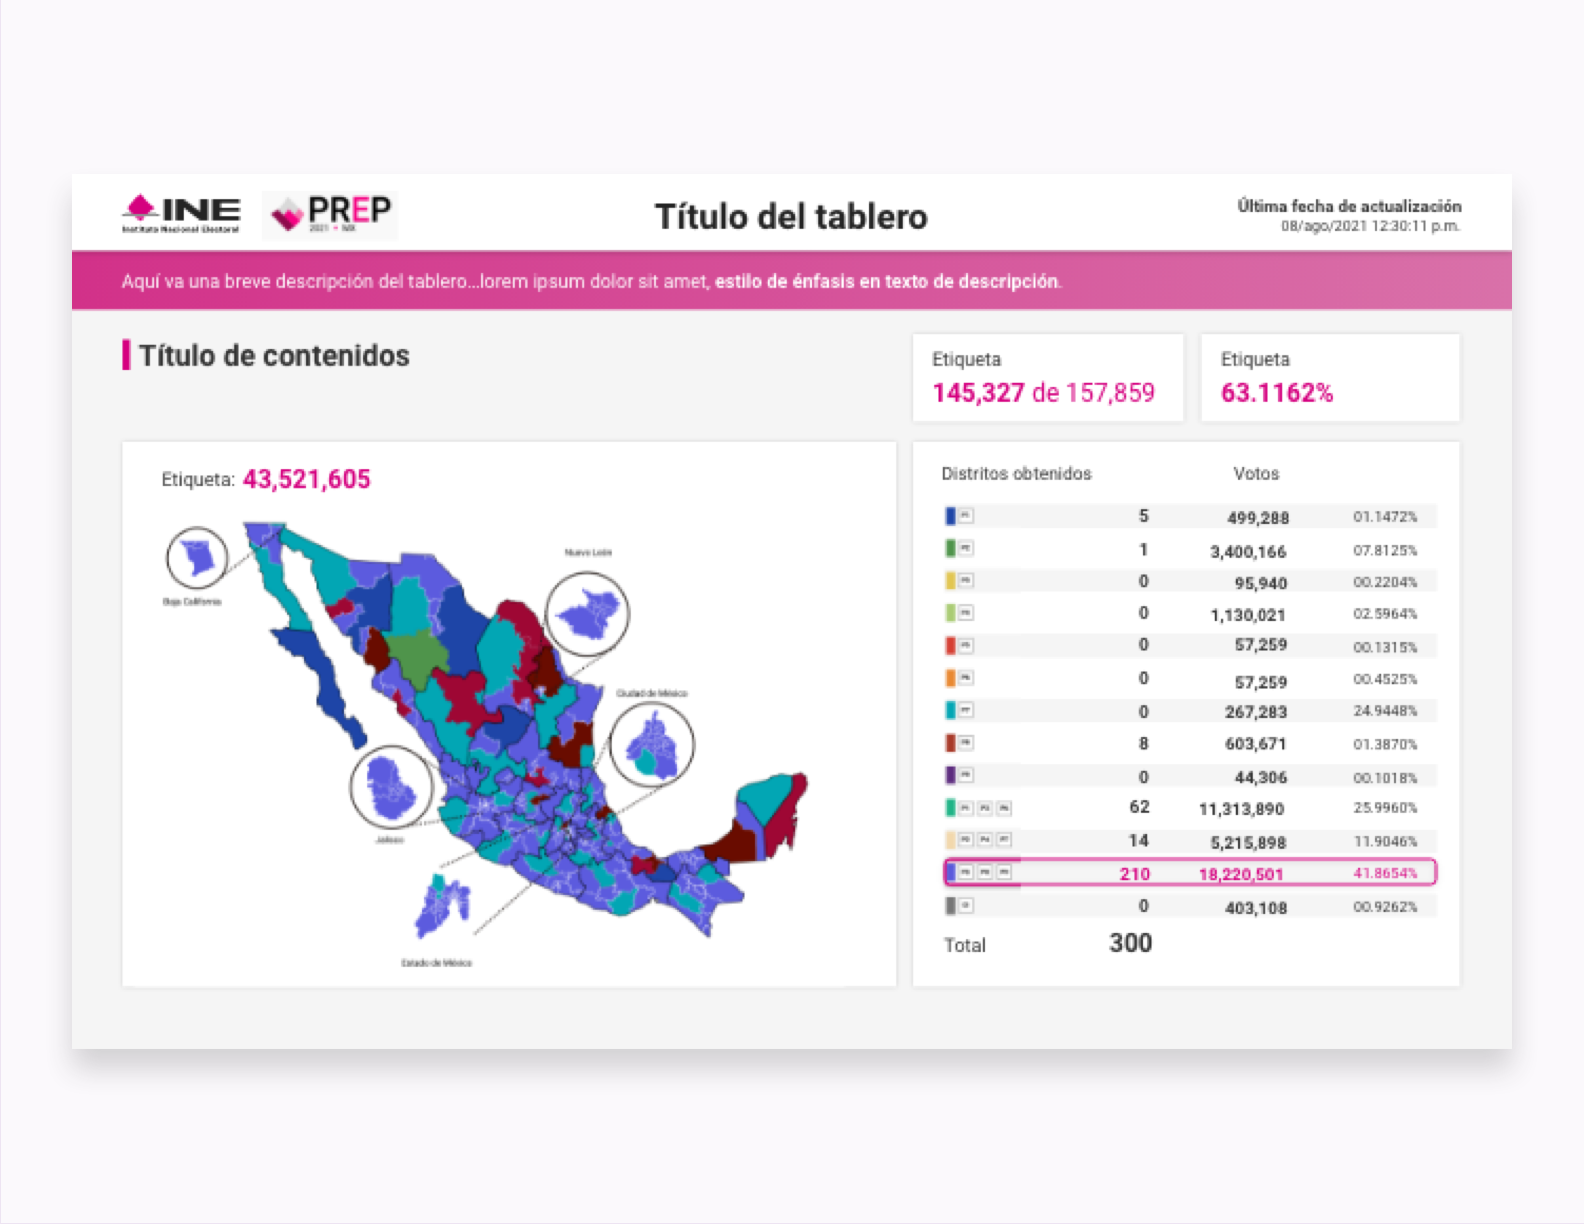 INE
Instituto Nacional Electoral
PREP
2021 • MX
Título del tablero
Última fecha de actualización
08/ago/2021 12:30:11 p.m.
Aquí va una breve descripción del tablero...lorem ipsum dolor sit amet, estilo de énfasis en texto de descripción.
Título de contenidos
Etiqueta
145,327 de 157,859
Etiqueta
63.1162%
Etiqueta: 43,521,605
Baja California
Nuevo León
Ciudad de México
Jalisco
Estado de México
Distritos obtenidos Votos
5 499,288 01.1472%
1 3,400,166 07.8125%
0 95,940 00.2204%
0 1,130,021 02.5964%
0 57,259 00.1315%
0 57,259 00.4525%
0 267,283 24.9448%
8 603,671 01.3870%
0 44,306 00.1018%
62 11,313,890 25.9960%
14 5,215,898 11.9046%
210 18,220,501 41.8654%
0 403,108 00.9262%
Total 300